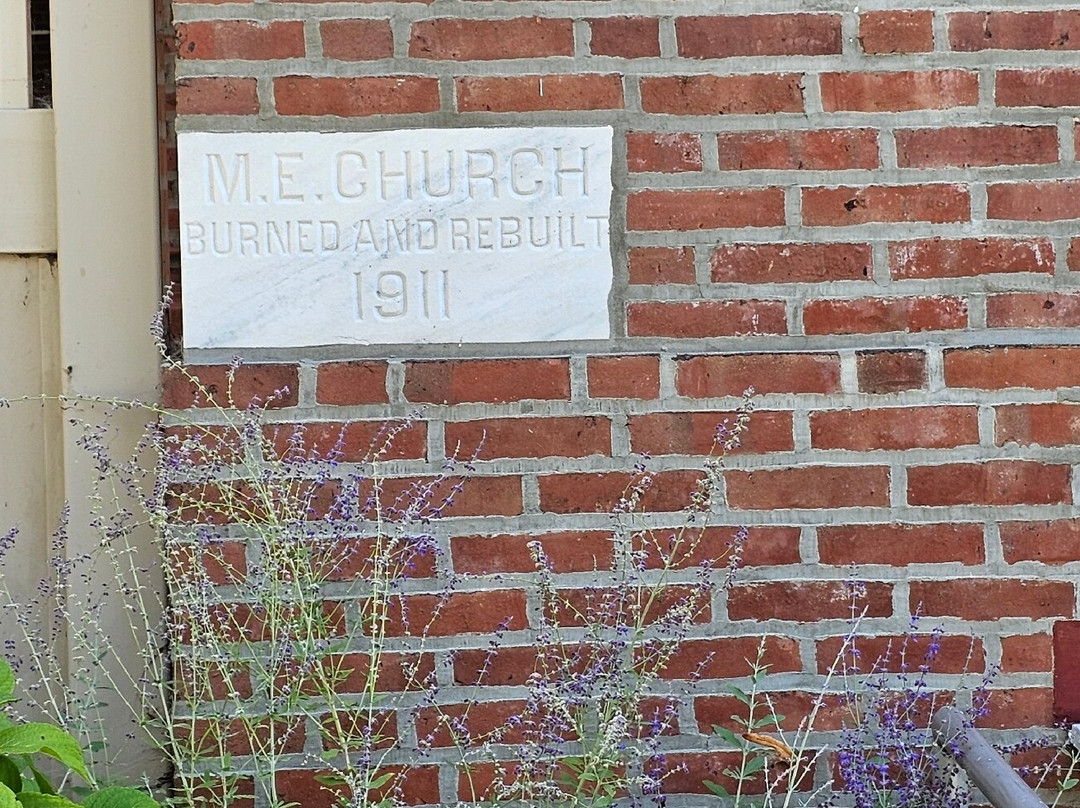 M.E. CHURCH
BURNED AND REBUILT
1911